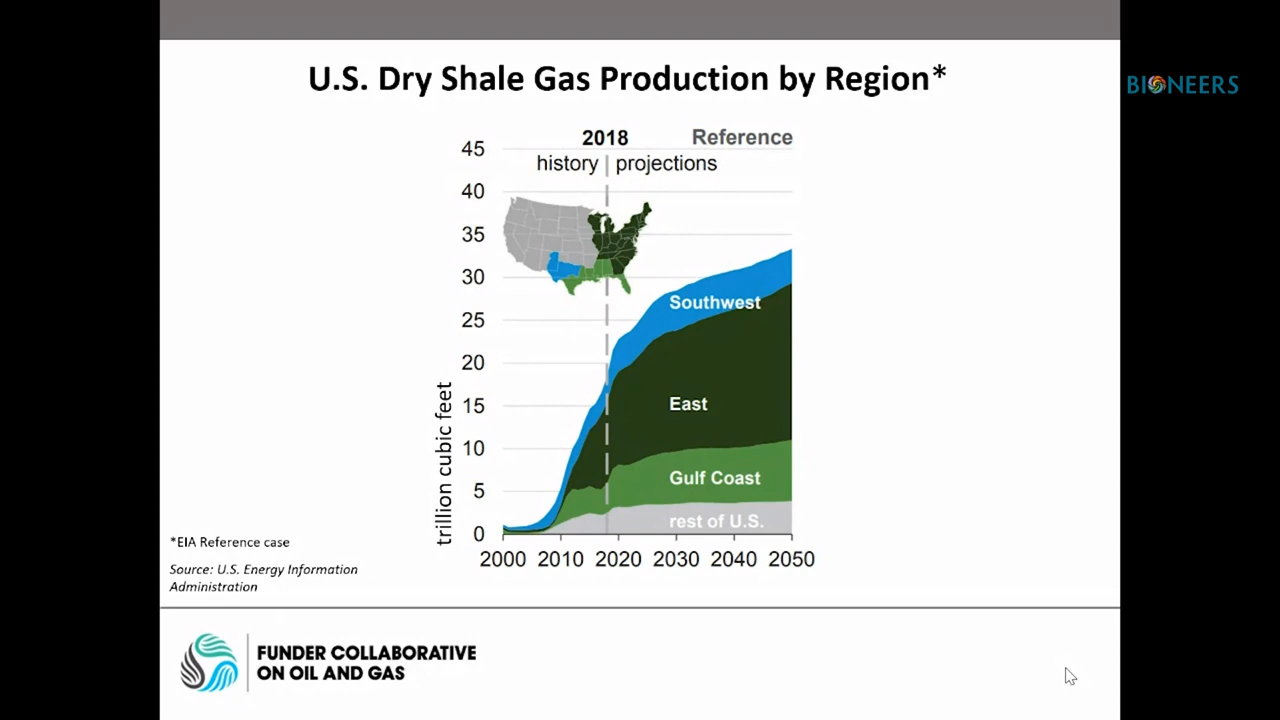 U.S. Dry Shale Gas Production by Region*
BIONEERS
2018 Reference
history projections
45
40
35
30
25
20
15
10
5
0
trillion cubic feet
Southwest
East
Gulf Coast
rest of U.S.
2000 2010 2020 2030 2040 2050
*EIA Reference case
Source: U.S. Energy Information
Administration
FUNDER COLLABORATIVE
ON OIL AND GAS